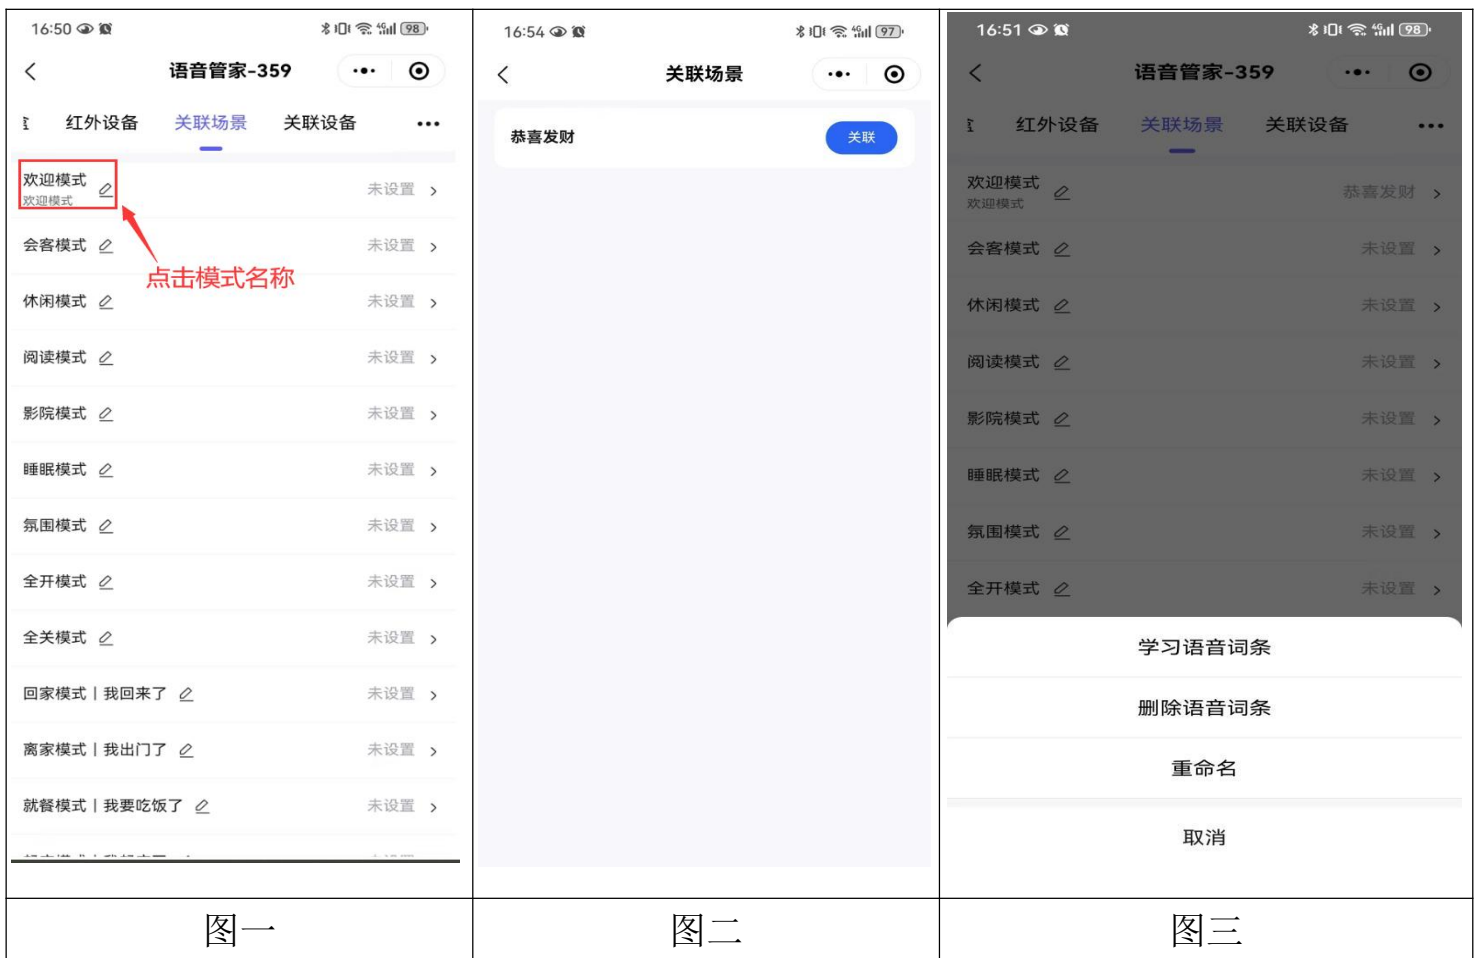 16:50
98
语音管家-359
红外设备 关联场景 关联设备
欢迎模式
欢迎模式
未设置
会客模式
未设置
点击模式名称
休闲模式
未设置
阅读模式
未设置
影院模式
未设置
睡眠模式
未设置
氛围模式
未设置
全开模式
未设置
全关模式
未设置
回家模式 | 我回来了
未设置
离家模式 | 我出门了
未设置
就餐模式 | 我要吃饭了
未设置
图一
16:54
97
关联场景
恭喜发财
关联
图二
16:51
98
语音管家-359
红外设备 关联场景 关联设备
欢迎模式
欢迎模式
恭喜发财
会客模式
未设置
休闲模式
未设置
阅读模式
未设置
影院模式
未设置
睡眠模式
未设置
氛围模式
未设置
全开模式
未设置
学习语音词条
删除语音词条
重命名
取消
图三